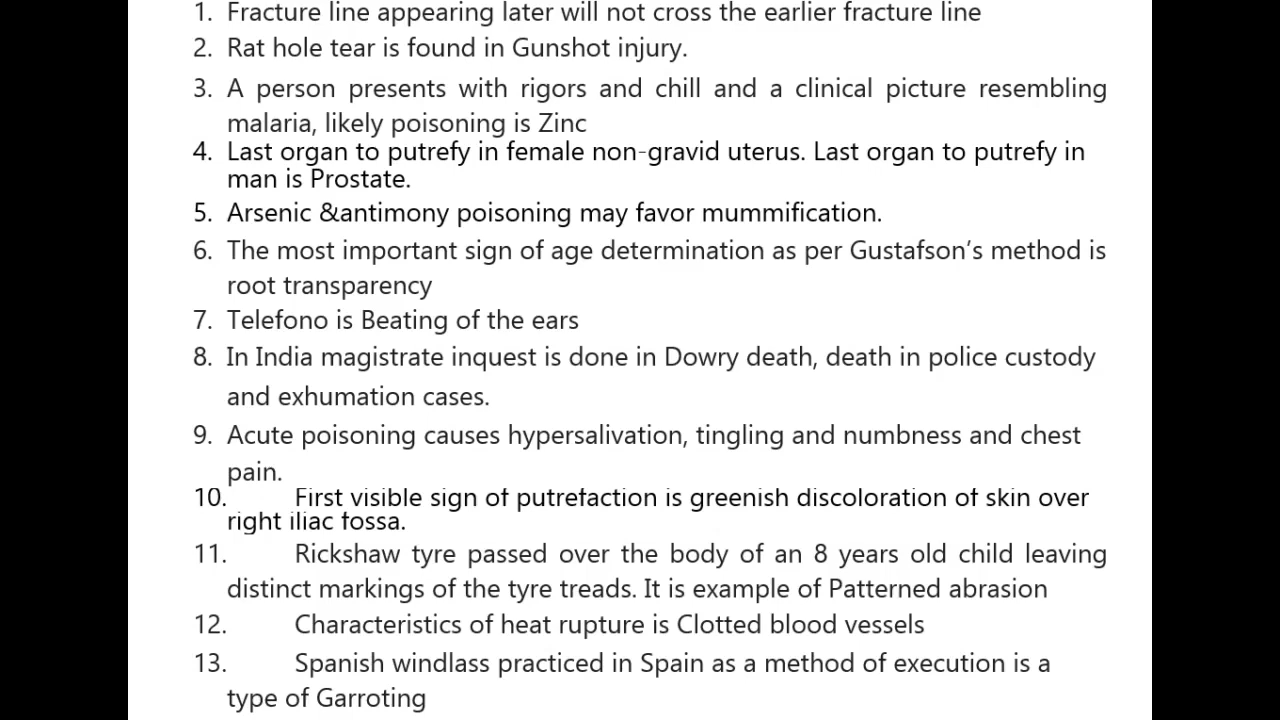 1. Fracture line appearing later will not cross the earlier fracture line
2. Rat hole tear is found in Gunshot injury.
3. A person presents with rigors and chill and a clinical picture resembling
malaria, likely poisoning is Zinc
4. Last organ to putrefy in female non-gravid uterus. Last organ to putrefy in
man is Prostate.
5. Arsenic &antimony poisoning may favor mummification.
6. The most important sign of age determination as per Gustafson's method is
root transparency
7. Telefono is Beating of the ears
8. In India magistrate inquest is done in Dowry death, death in police custody
and exhumation cases.
9. Acute poisoning causes hypersalivation, tingling and numbness and chest
pain.
10. First visible sign of putrefaction is greenish discoloration of skin over
right iliac fossa.
11. Rickshaw tyre passed over the body of an 8 years old child leaving
distinct markings of the tyre treads. It is example of Patterned abrasion
12. Characteristics of heat rupture is Clotted blood vessels
13. Spanish windlass practiced in Spain as a method of execution is a
type of Garroting